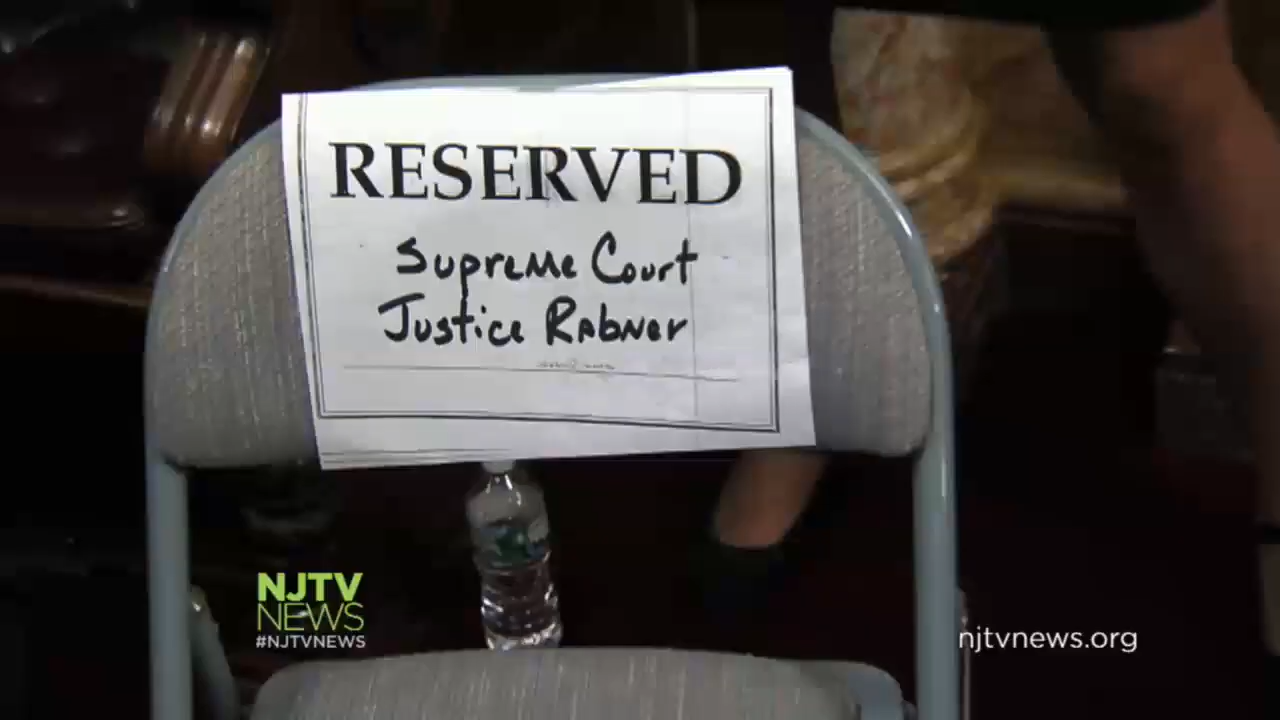 RESERVED
Supreme Court
Justice Rabner
NJTV
NEWS
#NJTVNEWS
njtvnews.org